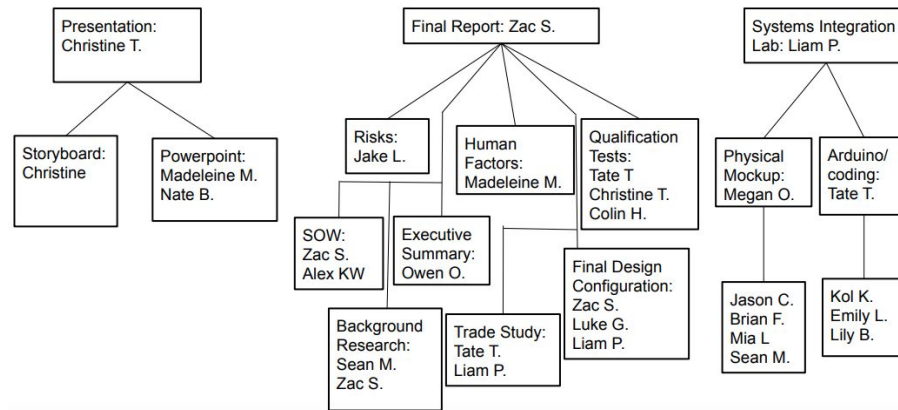 Presentation:
Christine T.
Final Report: Zac S.
Systems Integration
Lab: Liam P.
Storyboard:
Christine
Powerpoint:
Madeleine M.
Nate B.
Risks:
Jake L.
Human
Factors:
Madeleine M.
Qualification
Tests:
Tate T
Christine T.
Colin H.
Physical
Mockup:
Megan O.
Arduino/
coding:
Tate T.
SOW:
Zac S.
Alex KW
Executive
Summary:
Owen O.
Background
Research:
Sean M.
Zac S.
Trade Study:
Tate T.
Liam P.
Final Design
Configuration:
Zac S.
Luke G.
Liam P.
Jason C.
Brian F.
Mia L
Sean M.
Kol K.
Emily L.
Lily B.